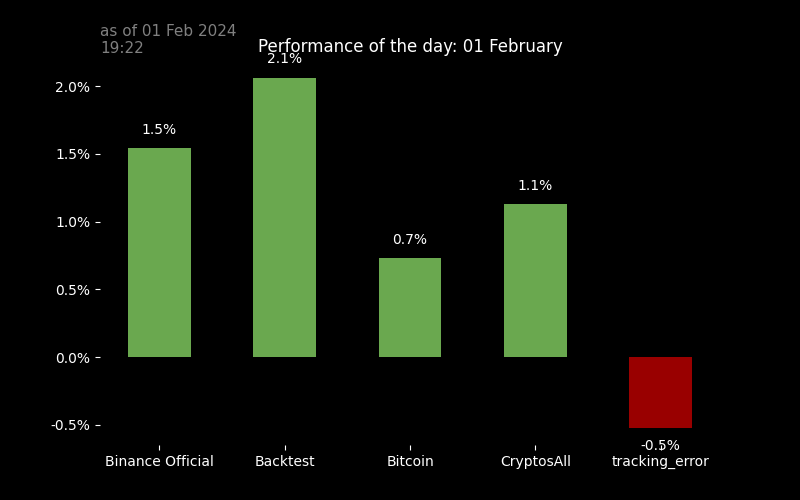 as of 01 Feb 2024
19:22
Performance of the day: 01 February
2.1%
2.0%
1.5%
1.5%
1.1%
1.0%
0.7%
0.5%
0.0%
-0.5%
-0.5%
Binance Official
Backtest
Bitcoin
CryptosAll
tracking_error